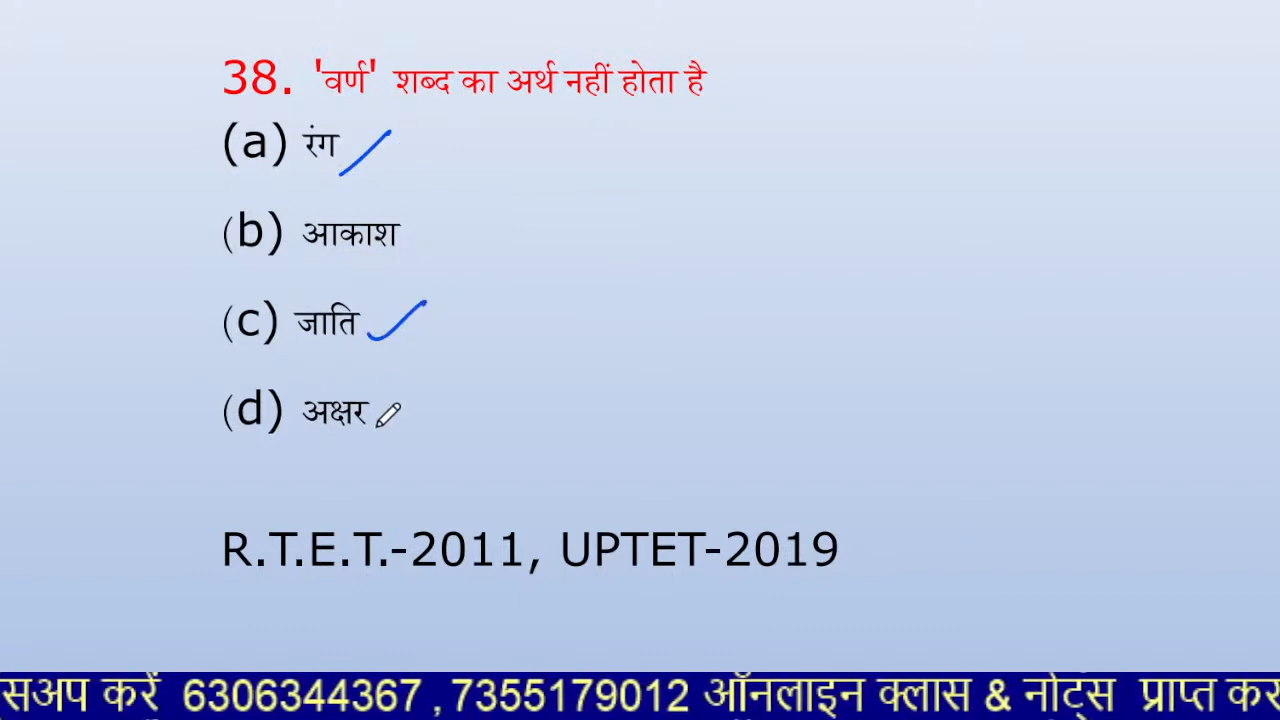 38. 'वर्ण' शब्द का अर्थ नहीं होता है
(a) रंग
(b) आकाश
(c) जाति
(d) अक्षर
R.T.E.T.-2011, UPTET-2019
सअप करें 6306344367 ,7355179012 ऑनलाइन क्लास & नोट्स प्राप्त कर